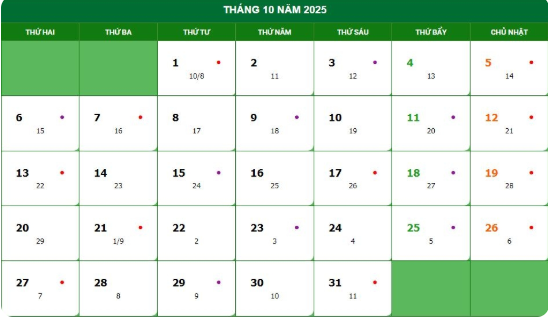 THÁNG 10 NĂM 2025
THỨ HAI THỨ BA THỨ TƯ THỨ NĂM THỨ SÁU THỨ BẨY CHỦ NHẬT
1 2 3 4 5
10/8 11 12 13 14
6 7 8 9 10 11 12
15 16 17 18 19 20 21
13 14 15 16 17 18 19
22 23 24 25 26 27 28
20 21 22 23 24 25 26
29 1/9 2 3 4 5 6
27 28 29 30 31
7 8 9 10 11